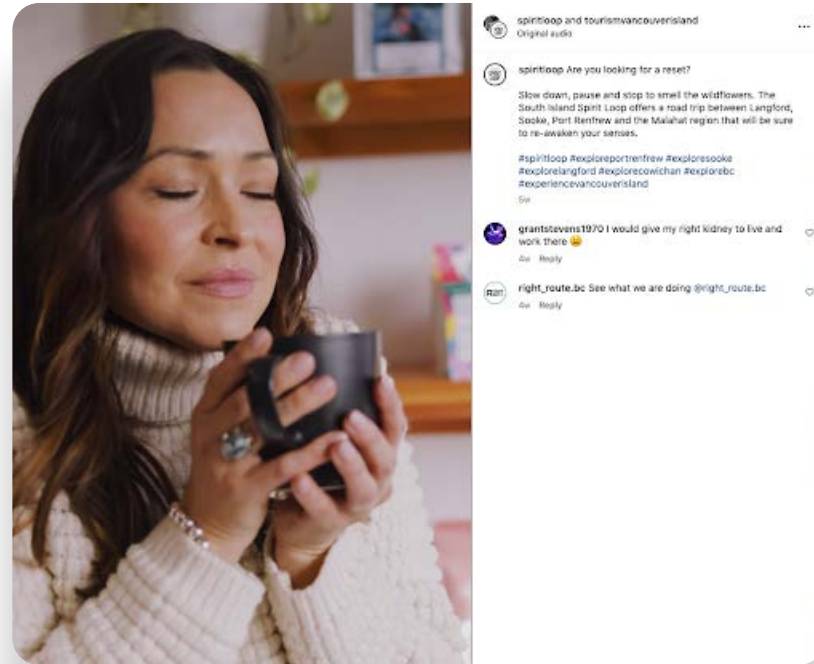 spiritloop and tourismvancouverisland
Original audio
spiritloop Are you looking for a reset?
Slow down, pause and stop to smell the wildflowers. The
South Island Spirit Loop offers a road trip between Langford,
Sooke, Port Renfrew and the Malahat region that will be sure
to re-awaken your senses.
#spiritloop #exploreportrenfrew #exploresooke
#explorelangford #explorecowichan #explorebc
#experiencevancouverisland
5w
grantstevens1970 I would give my right kidney to live and
work there 😩
4w Reply
right_route.bc See what we are doing @right_route.bc
4w Reply